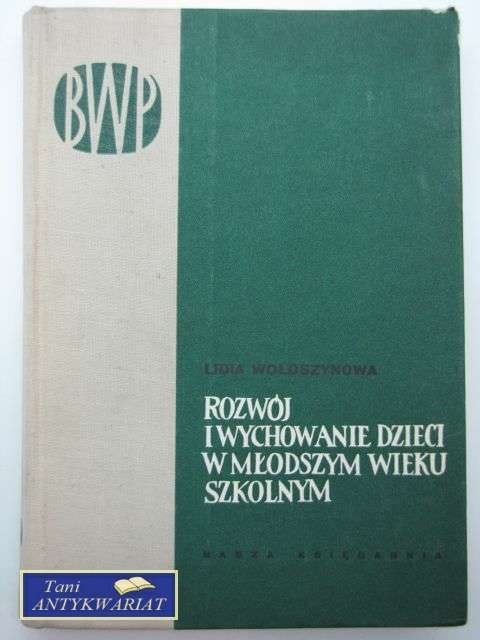 BWP
LIDIA WOŁOSZYNOWA
ROZWÓJ
I WYCHOWANIE DZIECI
W MŁODSZYM WIEKU
SZKOLNYM
NASZA KSIĘGARNIA
Tani
ANTYKWARIAT